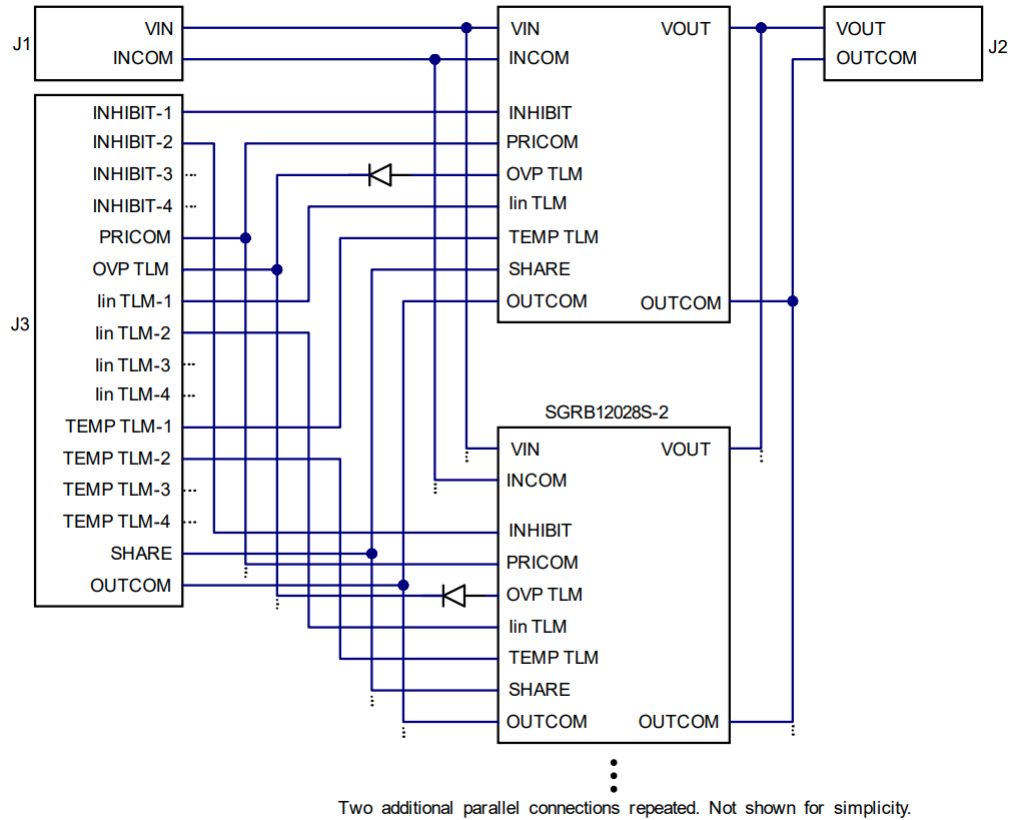 J1
VIN
INCOM
J3
INHIBIT-1
INHIBIT-2
INHIBIT-3
INHIBIT-4
PRICOM
OVP TLM
Iin TLM-1
Iin TLM-2
Iin TLM-3
Iin TLM-4
TEMP TLM-1
TEMP TLM-2
TEMP TLM-3
TEMP TLM-4
SHARE
OUTCOM
VIN VOUT
INCOM
INHIBIT
PRICOM
OVP TLM
Iin TLM
TEMP TLM
SHARE
OUTCOM OUTCOM
VOUT
OUTCOM
J2
SGRB12028S-2
VIN VOUT
INCOM
INHIBIT
PRICOM
OVP TLM
Iin TLM
TEMP TLM
SHARE
OUTCOM OUTCOM
Two additional parallel connections repeated. Not shown for simplicity.